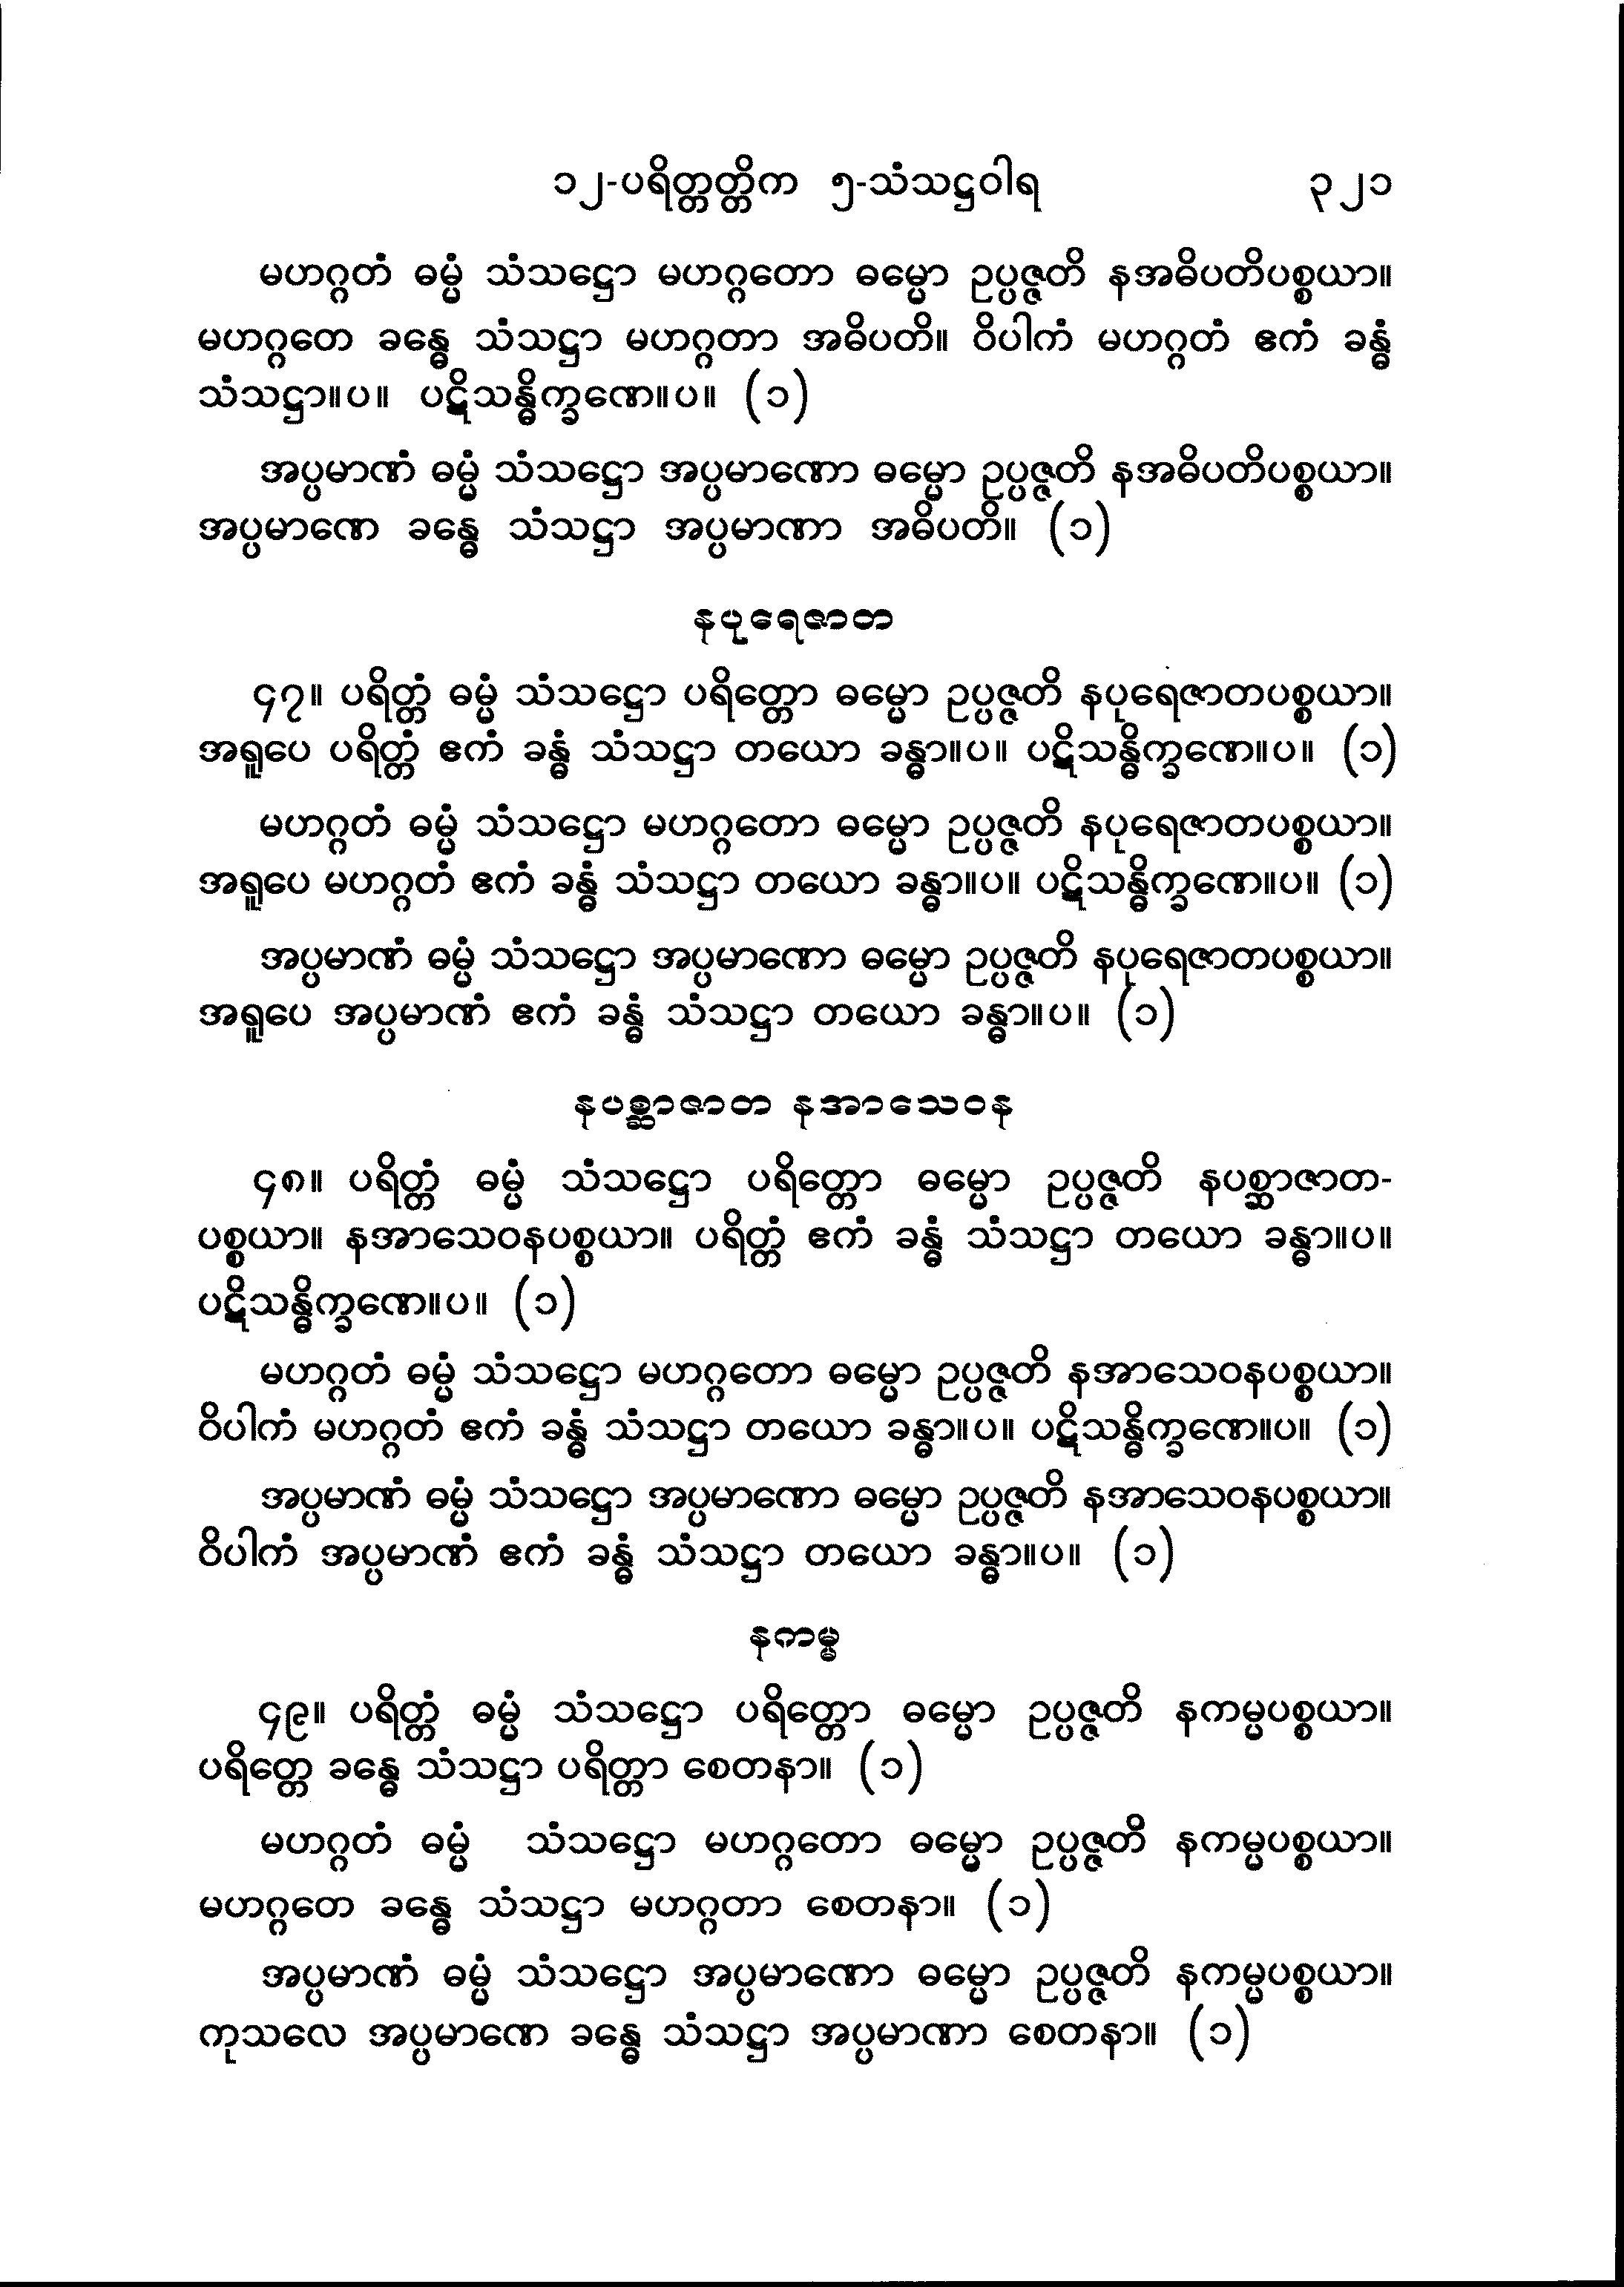 ၁၂-ပရိတ္တတ္တိက ၅-သံသဋ္ဌဝါရ ၃၂၁
မဟဂ္ဂတံ ဓမ္မံ သံသဋ္ဌော မဟဂ္ဂတော ဓမ္မော ဥပ္ပဇ္ဇတိ နအဓိပတိပစ္စယာ။
မဟဂ္ဂတေ ခန္ဓေ သံသဋ္ဌာ မဟဂ္ဂတာ အဓိပတိ။ ဝိပါကံ မဟဂ္ဂတံ ဧကံ ခန္ဓံ
သံသဋ္ဌာ။ပ။ ပဋိသန္ဓိက္ခဏေ။ပ။ (၁)
အပ္ပမာဏံ ဓမ္မံ သံသဋ္ဌော အပ္ပမာဏော ဓမ္မော ဥပ္ပဇ္ဇတိ နအဓိပတိပစ္စယာ။
အပ္ပမာဏေ ခန္ဓေ သံသဋ္ဌာ အပ္ပမာဏာ အဓိပတိ။ (၁)
နပုရေဇာတ
၄၇။ ပရိတ္တံ ဓမ္မံ သံသဋ္ဌော ပရိတ္တော ဓမ္မော ဥပ္ပဇ္ဇတိ နပုရေဇာတပစ္စယာ။
အရူပေ ပရိတ္တံ ဧကံ ခန္ဓံ သံသဋ္ဌာ တယော ခန္ဓာ။ပ။ ပဋိသန္ဓိက္ခဏေ။ပ။ (၁)
မဟဂ္ဂတံ ဓမ္မံ သံသဋ္ဌော မဟဂ္ဂတော ဓမ္မော ဥပ္ပဇ္ဇတိ နပုရေဇာတပစ္စယာ။
အရူပေ မဟဂ္ဂတံ ဧကံ ခန္ဓံ သံသဋ္ဌာ တယော ခန္ဓာ။ပ။ ပဋိသန္ဓိက္ခဏေ။ပ။ (၁)
အပ္ပမာဏံ ဓမ္မံ သံသဋ္ဌော အပ္ပမာဏော ဓမ္မော ဥပ္ပဇ္ဇတိ နပုရေဇာတပစ္စယာ။
အရူပေ အပ္ပမာဏံ ဧကံ ခန္ဓံ သံသဋ္ဌာ တယော ခန္ဓာ။ပ။ (၁)
နပစ္ဆာဇာတ နအာသေဝန
၄၈။ ပရိတ္တံ ဓမ္မံ သံသဋ္ဌော ပရိတ္တော ဓမ္မော ဥပ္ပဇ္ဇတိ နပစ္ဆာဇာတ-
ပစ္စယာ။ နအာသေဝနပစ္စယာ။ ပရိတ္တံ ဧကံ ခန္ဓံ သံသဋ္ဌာ တယော ခန္ဓာ။ပ။
ပဋိသန္ဓိက္ခဏေ။ပ။ (၁)
မဟဂ္ဂတံ ဓမ္မံ သံသဋ္ဌော မဟဂ္ဂတော ဓမ္မော ဥပ္ပဇ္ဇတိ နအာသေဝနပစ္စယာ။
ဝိပါကံ မဟဂ္ဂတံ ဧကံ ခန္ဓံ သံသဋ္ဌာ တယော ခန္ဓာ။ပ။ ပဋိသန္ဓိက္ခဏေ။ပ။ (၁)
အပ္ပမာဏံ ဓမ္မံ သံသဋ္ဌော အပ္ပမာဏော ဓမ္မော ဥပ္ပဇ္ဇတိ နအာသေဝနပစ္စယာ။
ဝိပါကံ အပ္ပမာဏံ ဧကံ ခန္ဓံ သံသဋ္ဌာ တယော ခန္ဓာ။ပ။ (၁)
နကမ္မ
၄၉။ ပရိတ္တံ ဓမ္မံ သံသဋ္ဌော ပရိတ္တော ဓမ္မော ဥပ္ပဇ္ဇတိ နကမ္မပစ္စယာ။
ပရိတ္တေ ခန္ဓေ သံသဋ္ဌာ ပရိတ္တာ စေတနာ။ (၁)
မဟဂ္ဂတံ ဓမ္မံ သံသဋ္ဌော မဟဂ္ဂတော ဓမ္မော ဥပ္ပဇ္ဇတိ နကမ္မပစ္စယာ။
မဟဂ္ဂတေ ခန္ဓေ သံသဋ္ဌာ မဟဂ္ဂတာ စေတနာ။ (၁)
အပ္ပမာဏံ ဓမ္မံ သံသဋ္ဌော အပ္ပမာဏော ဓမ္မော ဥပ္ပဇ္ဇတိ နကမ္မပစ္စယာ။
ကုသလေ အပ္ပမာဏေ ခန္ဓေ သံသဋ္ဌာ အပ္ပမာဏာ စေတနာ။ (၁)